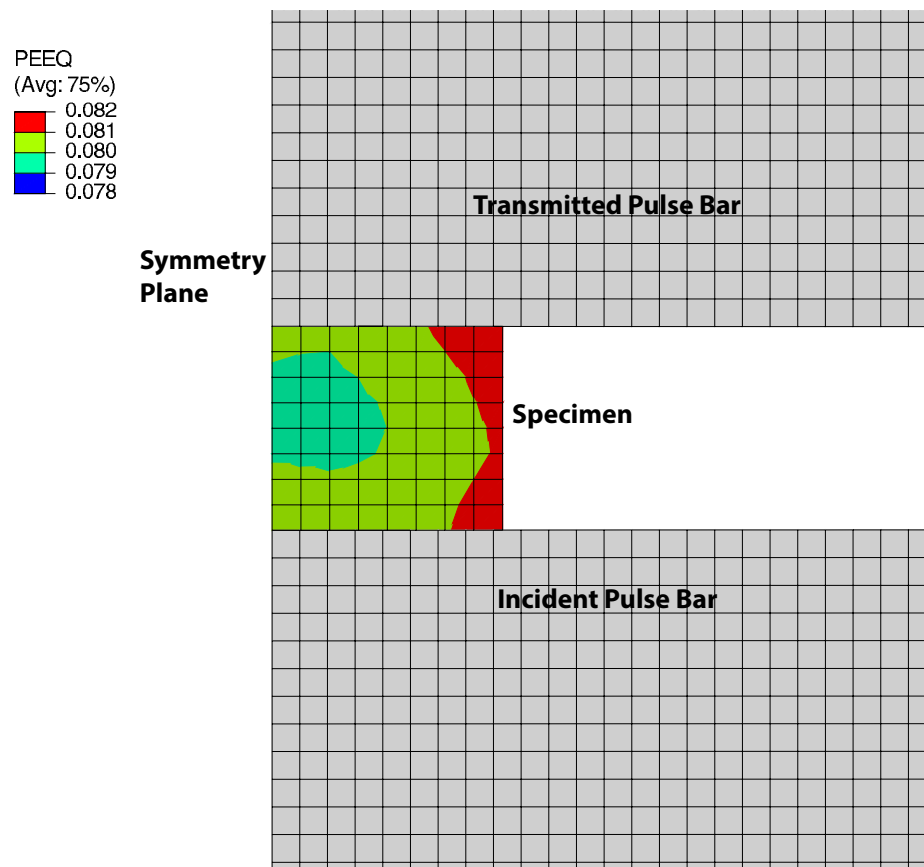 PEEQ
(Avg: 75%)
0.082
0.081
0.080
0.079
0.078
Transmitted Pulse Bar
Symmetry
Plane
Specimen
Incident Pulse Bar